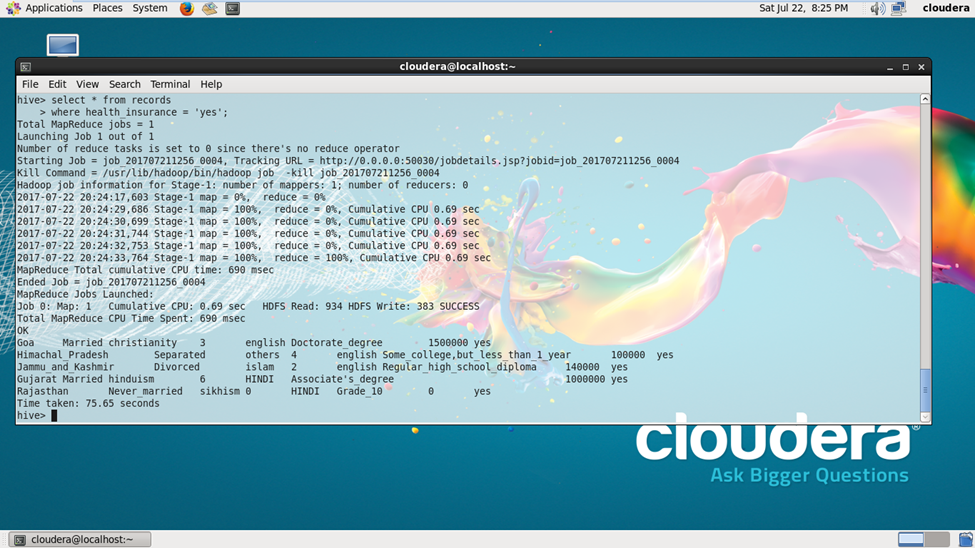 Applications Places System Sat Jul 22, 8:25 PM cloudera
cloudera@localhost:~
File Edit View Search Terminal Help
hive> select * from records
    > where health_insurance = 'yes';
Total MapReduce jobs = 1
Launching Job 1 out of 1
Number of reduce tasks is set to 0 since there's no reduce operator
Starting Job = job_201707211256_0004, Tracking URL = http://0.0.0.0:50030/jobdetails.jsp?jobid=job_201707211256_0004
Kill Command = /usr/lib/hadoop/bin/hadoop job  -kill job_201707211256_0004
Hadoop job information for Stage-1: number of mappers: 1; number of reducers: 0
2017-07-22 20:24:17,603 Stage-1 map = 0%,  reduce = 0%
2017-07-22 20:24:29,686 Stage-1 map = 100%,  reduce = 0%, Cumulative CPU 0.69 sec
2017-07-22 20:24:30,699 Stage-1 map = 100%,  reduce = 0%, Cumulative CPU 0.69 sec
2017-07-22 20:24:31,744 Stage-1 map = 100%,  reduce = 0%, Cumulative CPU 0.69 sec
2017-07-22 20:24:32,753 Stage-1 map = 100%,  reduce = 0%, Cumulative CPU 0.69 sec
2017-07-22 20:24:33,764 Stage-1 map = 100%,  reduce = 100%, Cumulative CPU 0.69 sec
MapReduce Total cumulative CPU time: 690 msec
Ended Job = job_201707211256_0004
MapReduce Jobs Launched:
Job 0: Map: 1   Cumulative CPU: 0.69 sec   HDFS Read: 934 HDFS Write: 383 SUCCESS
Total MapReduce CPU Time Spent: 690 msec
OK
Goa Married christianity 3 english Doctorate_degree 1500000 yes
Himachal_Pradesh Separated others 4 english Some_college,but_less_than_1_year 100000 yes
Jammu_and_Kashmir Divorced islam 2 english Regular_high_school_diploma 140000 yes
Gujarat Married hinduism 6 HINDI Associate's_degree 1000000 yes
Rajasthan Never_married sikhism 0 HINDI Grade_10 0 yes
Time taken: 75.65 seconds
hive>
cloudera®
Ask Bigger Questions
cloudera@localhost:~